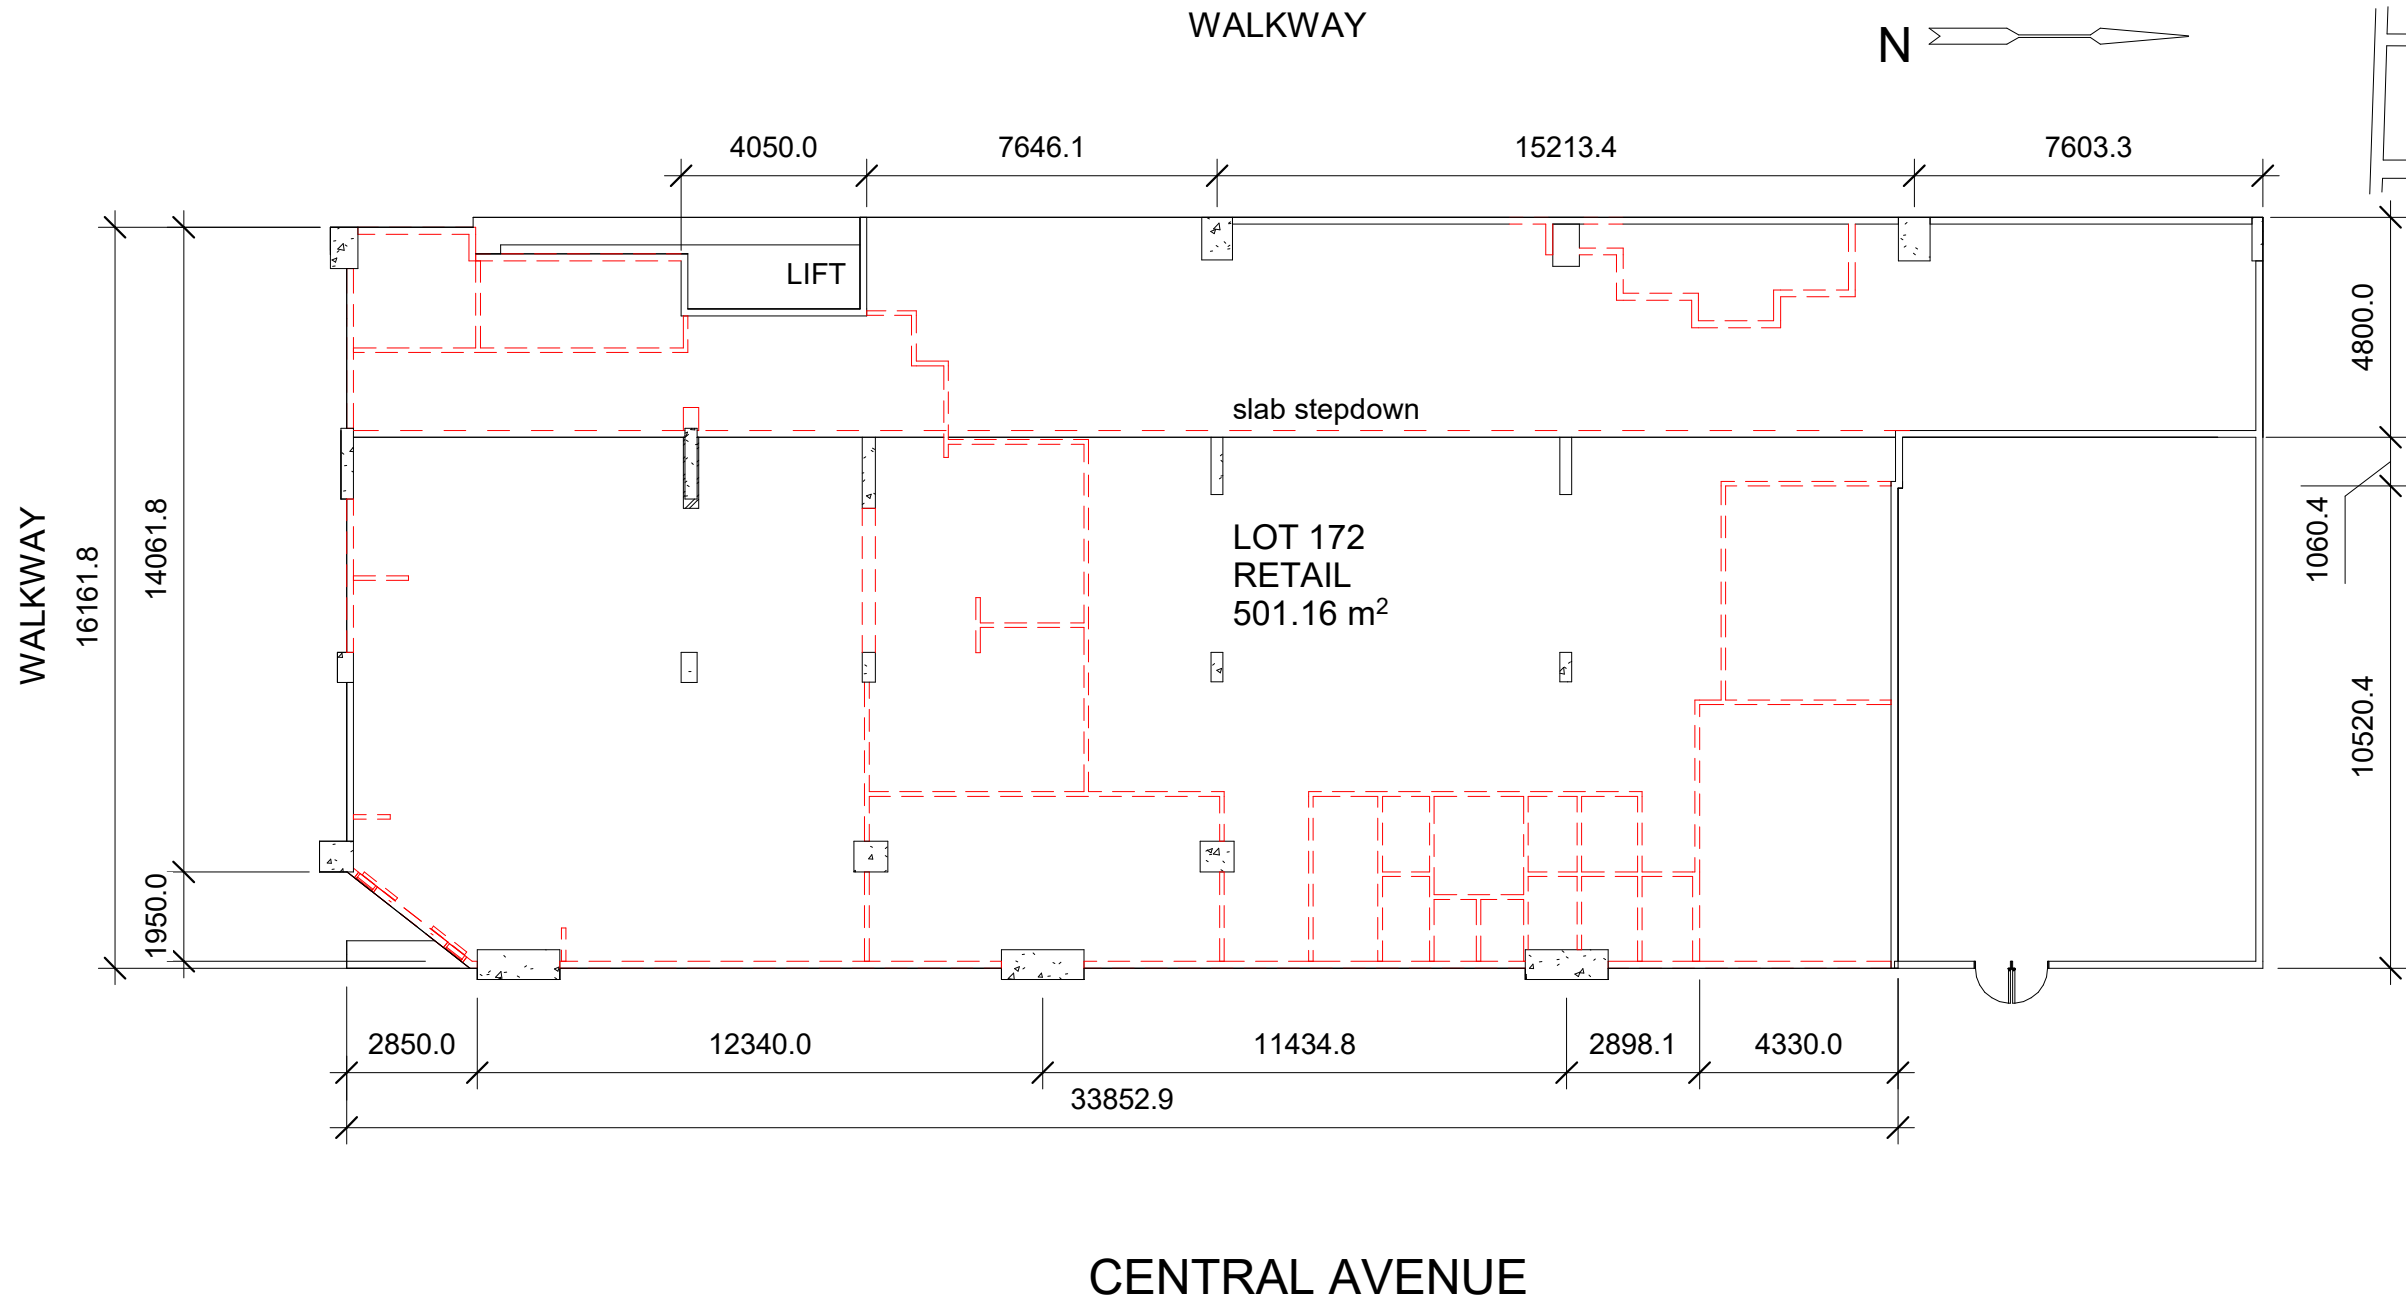 WALKWAY
N
4050.0
7646.1
15213.4
7603.3
LIFT
4800.0
slab stepdown
WALKWAY
16161.8
14061.8
LOT 172
RETAIL
501.16 m²
1060.4
10520.4
1950.0
2850.0
12340.0
11434.8
2898.1
4330.0
33852.9
CENTRAL AVENUE